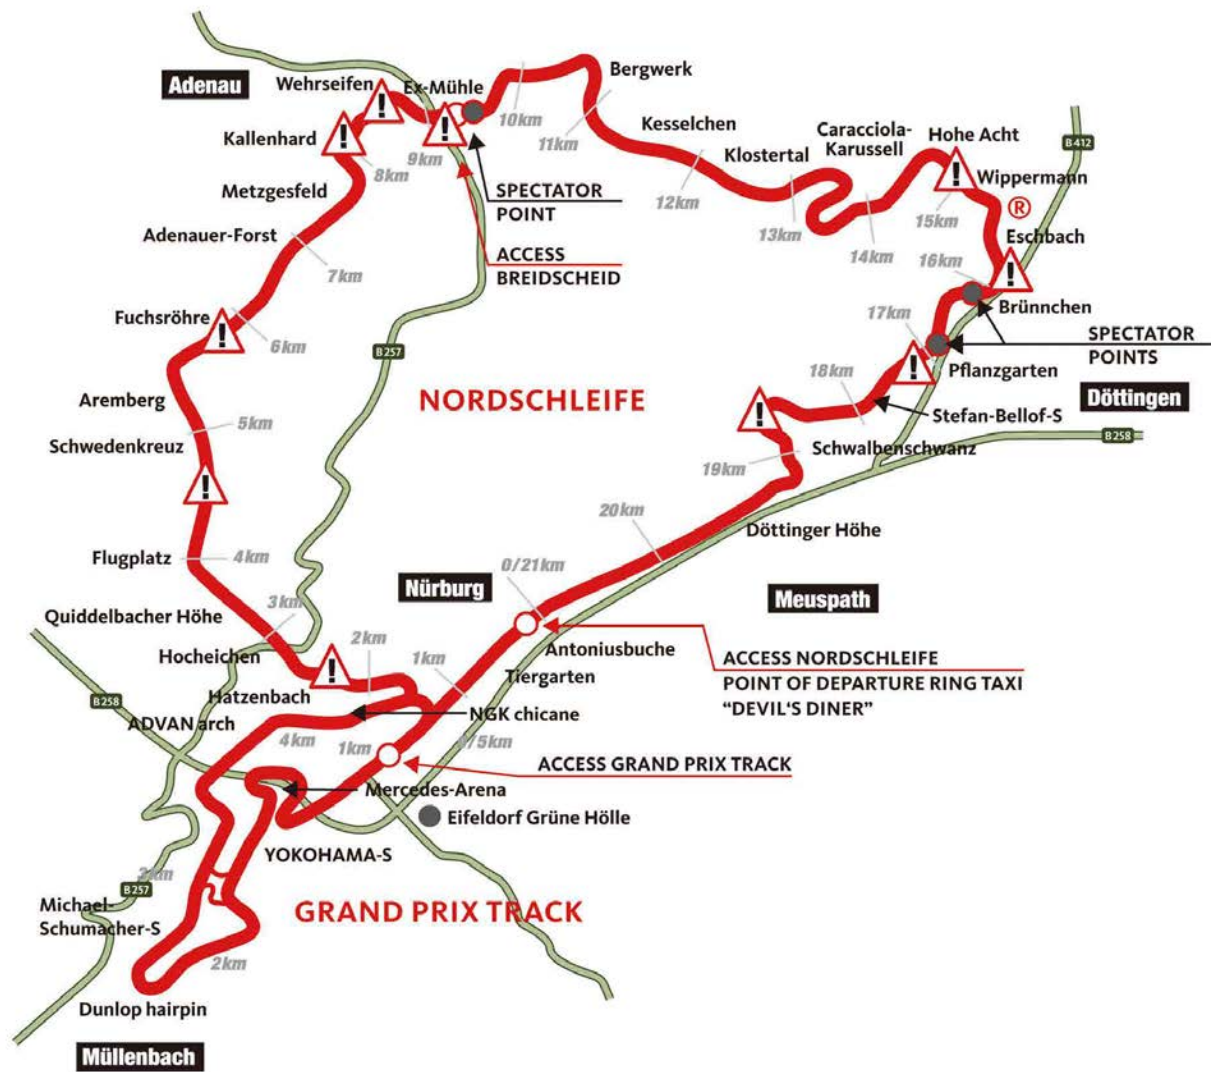 Adenau
Wehrseifen
Ex-Mühle
Bergwerk
10km
11km
Kallenhard
9km
8km
Kesselchen
Caracciola-
Karussell
Hohe Acht
B412
Klostertal
Metzgesfeld
SPECTATOR
POINT
12km
Wippermann
15km
®
Adenauer-Forst
13km
Eschbach
ACCESS
BREIDSCHEID
14km
16km
7km
Brünnchen
Fuchsröhre
6km
17km
SPECTATOR
POINTS
B257
18km
Pflanzgarten
Aremberg
NORDSCHLEIFE
Döttingen
5km
Stefan-Bellof-S
Schwedenkreuz
Schwalbenschwanz
B258
19km
20km
Döttinger Höhe
Flugplatz
4km
0/21km
Nürburg
Meuspath
3km
Quiddelbacher Höhe
2km
Antoniusbuche
Hocheichen
1km
ACCESS NORDSCHLEIFE
POINT OF DEPARTURE RING TAXI
“DEVIL‘S DINER”
Tiergarten
Hatzenbach
B258
NGK chicane
ADVAN arch
4km
1km
/5km
ACCESS GRAND PRIX TRACK
Mercedes-Arena
Eifeldorf Grüne Hölle
YOKOHAMA-S
3km
B257
Michael-
Schumacher-S
GRAND PRIX TRACK
2km
Dunlop hairpin
Müllenbach